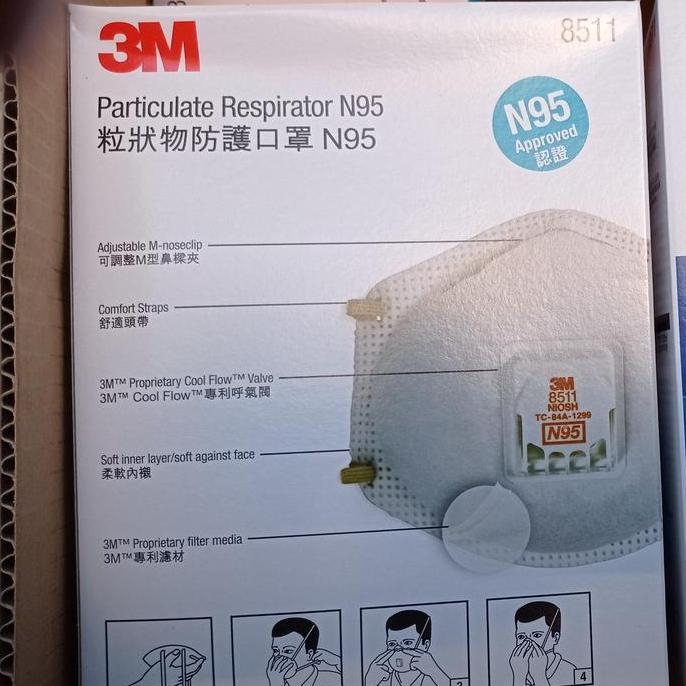 3M
8511
Particulate Respirator N95
粒狀物防護口罩 N95
N95
Approved
認證
Adjustable M-noseclip
可調整M型鼻樑夾
Comfort Straps
舒適頭帶
3M™ Proprietary Cool Flow™ Valve
3M™ Cool Flow™專利呼氣閥
3M
8511
NIOSH
TC-84A-1299
N95
Soft inner layer/soft against face
柔軟內襯
3M™ Proprietary filter media
3M™專利濾材
4